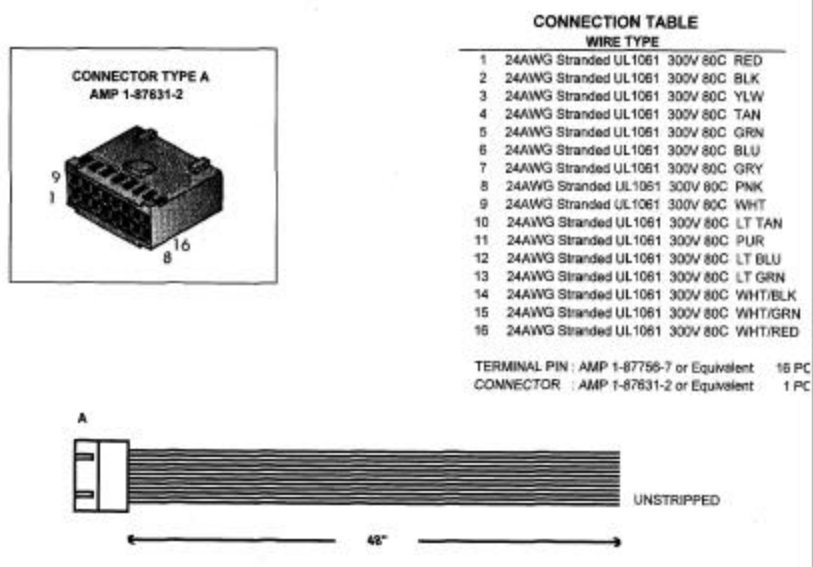 CONNECTION TABLE
WIRE TYPE
1 24AWG Stranded UL1061 300V 80C RED
2 24AWG Stranded UL1061 300V 80C BLK
3 24AWG Stranded UL1061 300V 80C YLW
4 24AWG Stranded UL1061 300V 80C TAN
5 24AWG Stranded UL1061 300V 80C GRN
6 24AWG Stranded UL1061 300V 80C BLU
7 24AWG Stranded UL1061 300V 80C GRY
8 24AWG Stranded UL1061 300V 80C PNK
9 24AWG Stranded UL1061 300V 80C WHT
10 24AWG Stranded UL1061 300V 80C LT TAN
11 24AWG Stranded UL1061 300V 80C PUR
12 24AWG Stranded UL1061 300V 80C LT BLU
13 24AWG Stranded UL1061 300V 80C LT GRN
14 24AWG Stranded UL1061 300V 80C WHT/BLK
15 24AWG Stranded UL1061 300V 80C WHT/GRN
16 24AWG Stranded UL1061 300V 80C WHT/RED
TERMINAL PIN : AMP 1-87756-7 or Equivalent 16 PC
CONNECTOR : AMP 1-87631-2 or Equivalent 1 PC
CONNECTOR TYPE A
AMP 1-87631-2
9
1
16
8
A
UNSTRIPPED
48"